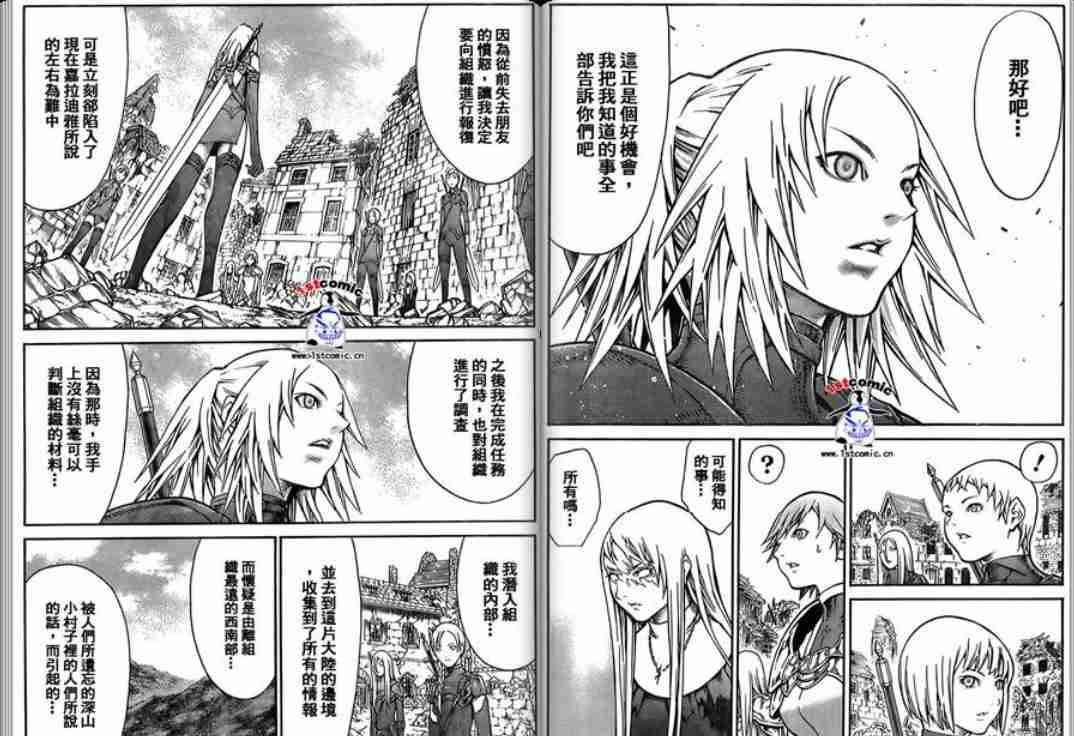 那好吧…
這正是個好機會，
我把我知道的事全
部告訴你們吧
1stcomic
www.1stcomic.cn
！
？
可能得知
的事…
所有嗎…
因為從前失去朋友
的憤怒，讓我決定
要向組織進行報復
可是立刻卻陷入了
現在嘉拉迪雅所說
的左右為難中
1stcomic
www.1stcomic.cn
之後我在完成任務
的同時，也對組織
進行了調查
因為那時，我手
上沒有絲毫可以
判斷組織的材料…
我潛入組
織的內部…
並去到這片大陸的邊境
，收集到了所有的情報
而懷疑是由離組
織最遠的西南部…
被人們所遺忘的深山
小村子裡的人們所說
的話，而引起的…